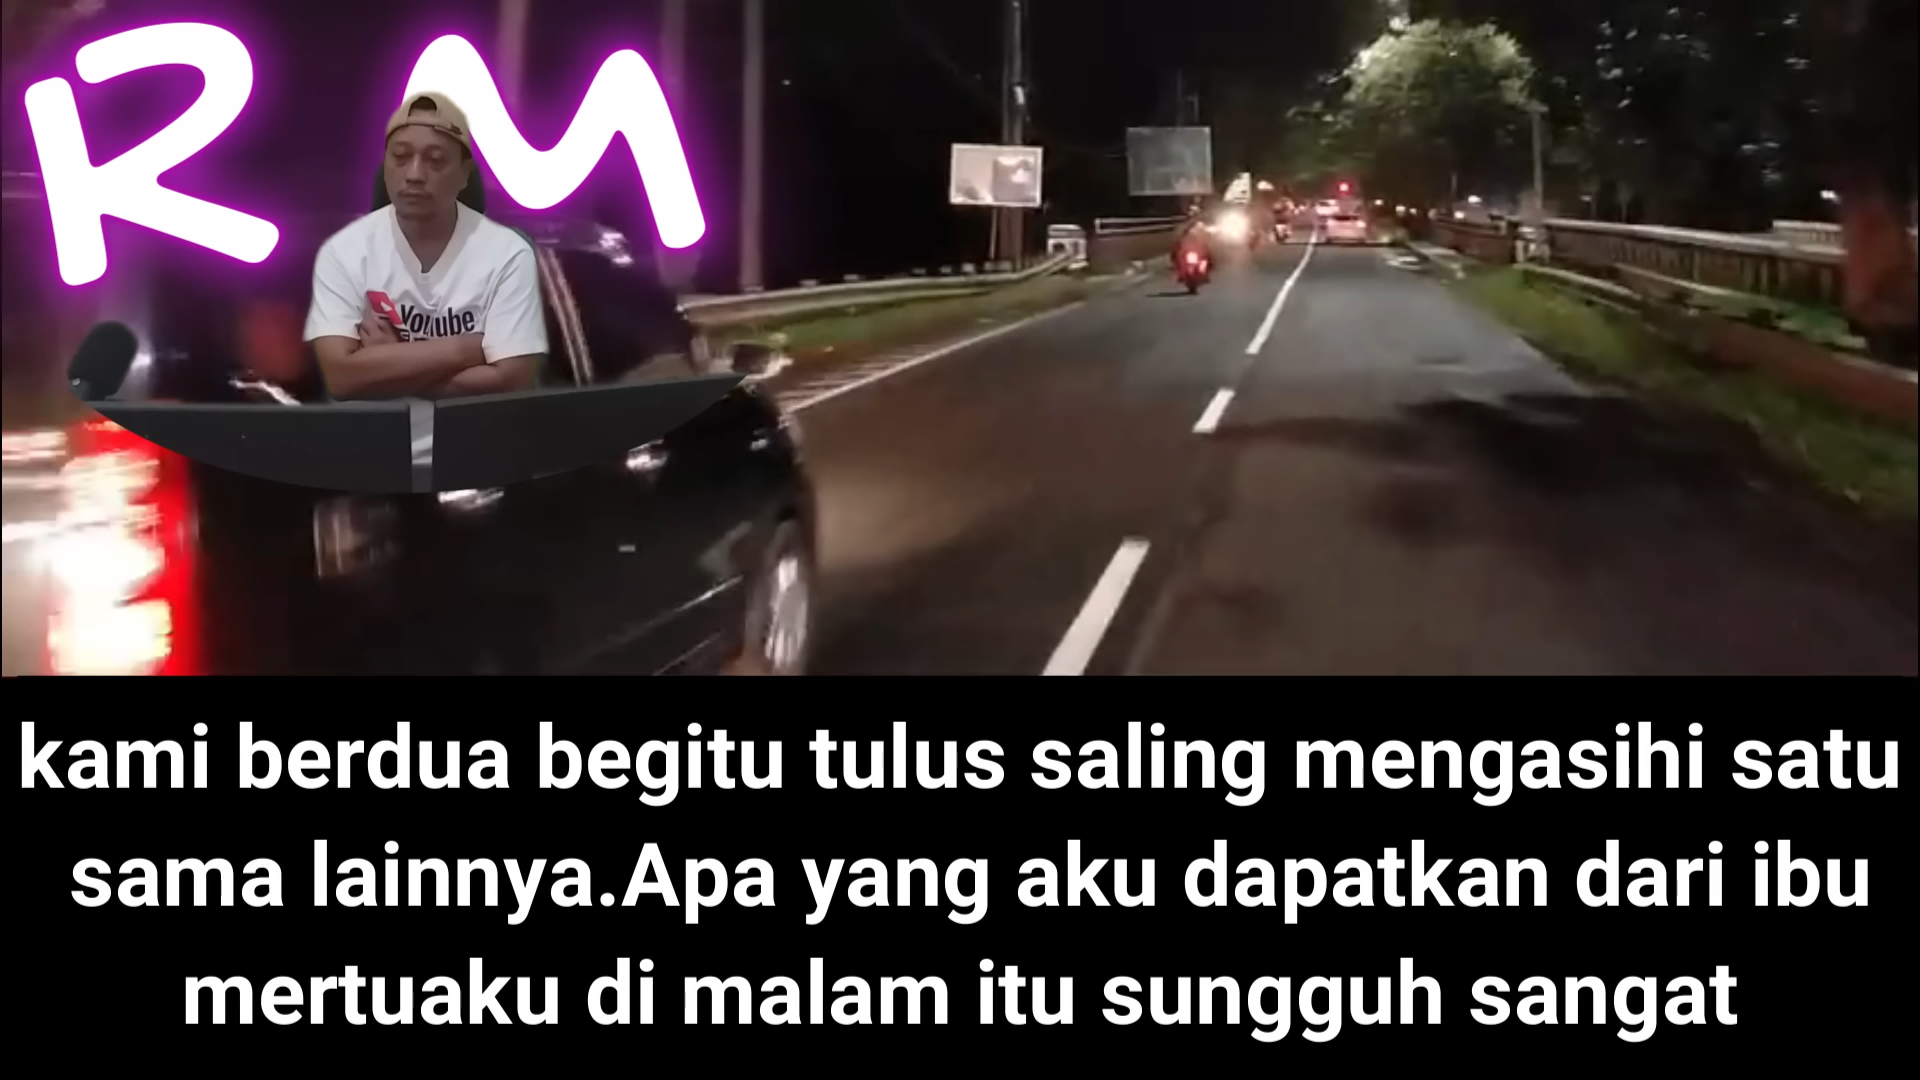 R M
YouTube
kami berdua begitu tulus saling mengasihi satu
sama lainnya.Apa yang aku dapatkan dari ibu
mertuaku di malam itu sungguh sangat